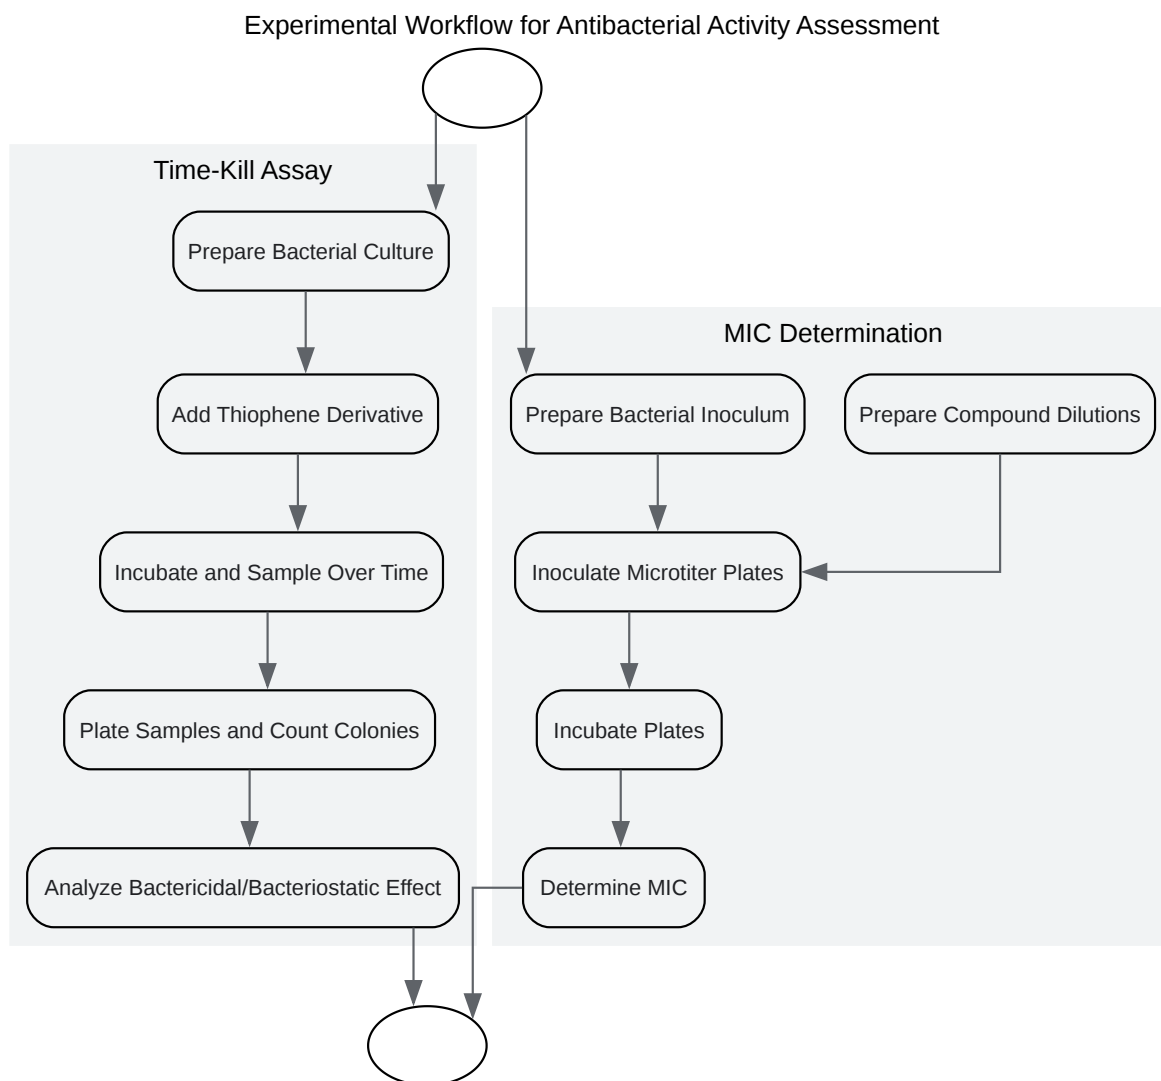 Experimental Workflow for Antibacterial Activity Assessment
Time-Kill Assay
Prepare Bacterial Culture
Add Thiophene Derivative
Incubate and Sample Over Time
Plate Samples and Count Colonies
Analyze Bactericidal/Bacteriostatic Effect
MIC Determination
Prepare Bacterial Inoculum
Prepare Compound Dilutions
Inoculate Microtiter Plates
Incubate Plates
Determine MIC